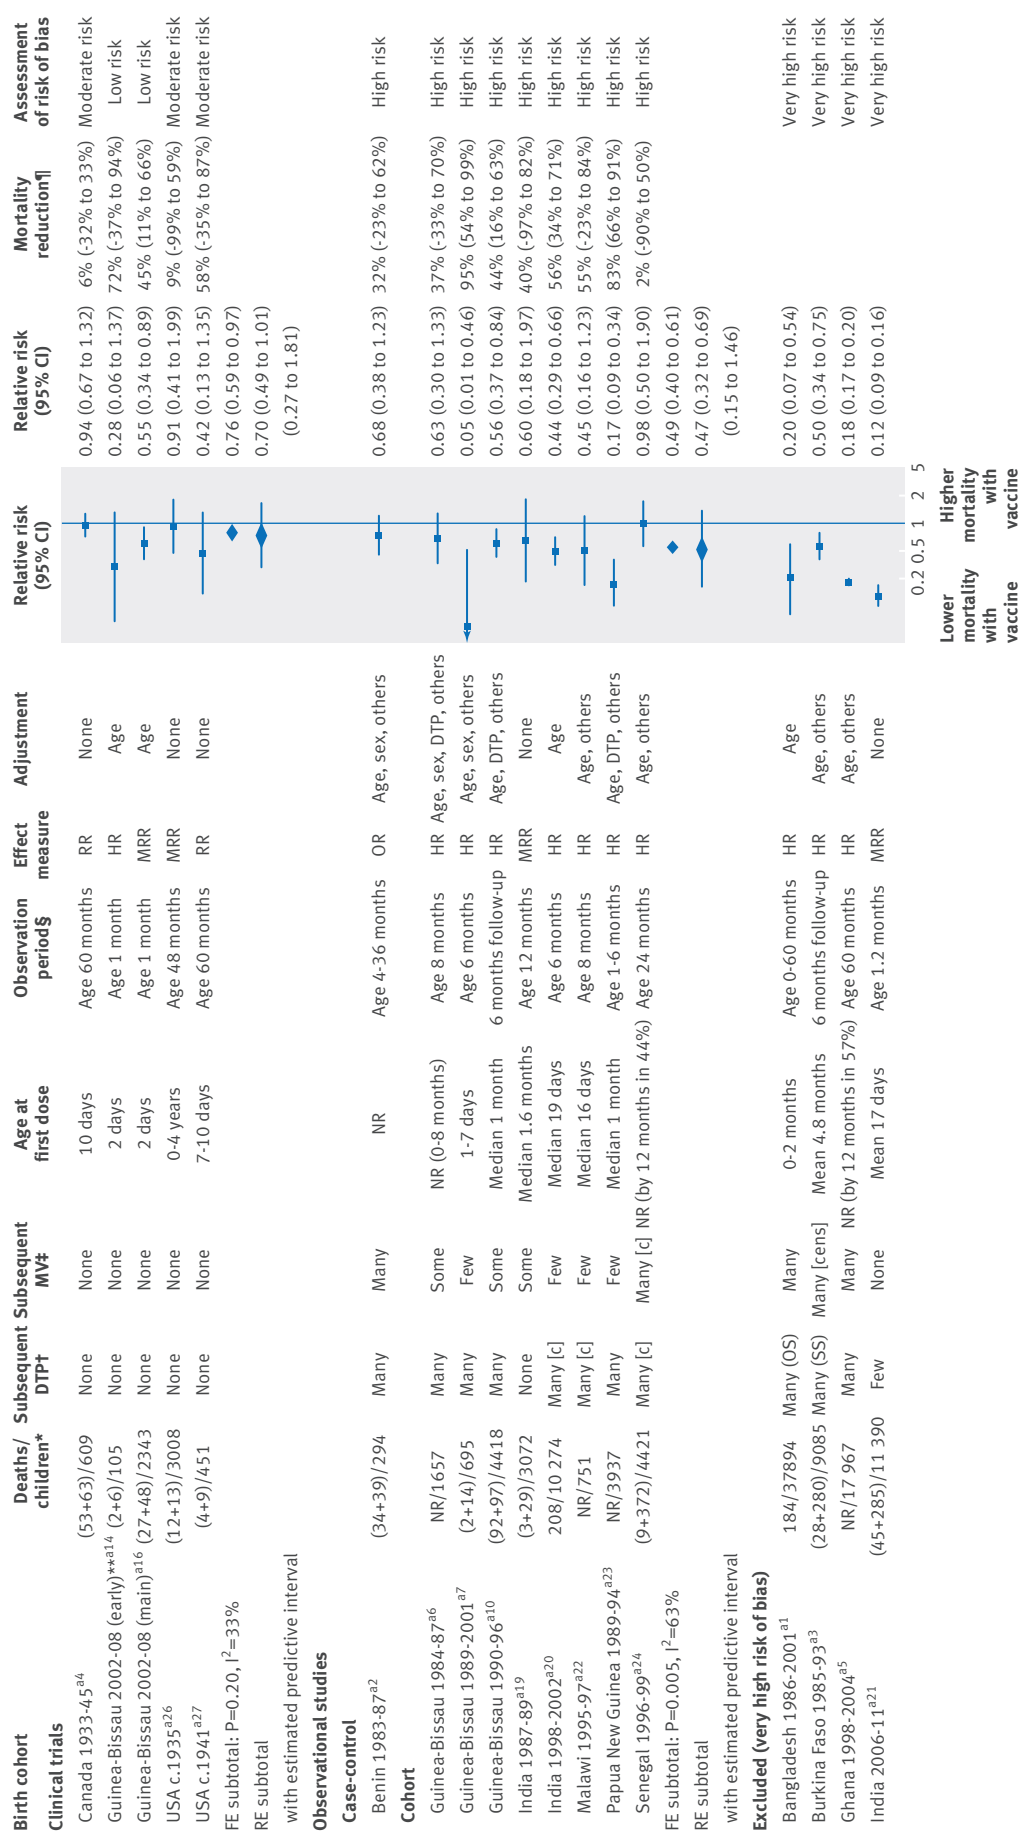 Birth cohort Deaths/children* Subsequent DTP† Subsequent MV‡ Age at first dose Observation period§ Effect measure Adjustment Relative risk (95% CI) Relative risk (95% CI) Mortality reduction¶ Assessment of risk of bias
Clinical trials
Canada 1933-45a4 (53+63)/609 None None 10 days Age 60 months RR None 0.94 (0.67 to 1.32) 6% (-32% to 33%) Moderate risk
Guinea-Bissau 2002-08 (early)**a14 (2+6)/105 None None 2 days Age 1 month HR Age 0.28 (0.06 to 1.37) 72% (-37% to 94%) Low risk
Guinea-Bissau 2002-08 (main)a16 (27+48)/2343 None None 2 days Age 1 month MRR Age 0.55 (0.34 to 0.89) 45% (11% to 66%) Low risk
USA c.1935a26 (12+13)/3008 None None 0-4 years Age 48 months MRR None 0.91 (0.41 to 1.99) 9% (-99% to 59%) Moderate risk
USA c.1941a27 (4+9)/451 None None 7-10 days Age 60 months RR None 0.42 (0.13 to 1.35) 58% (-35% to 87%) Moderate risk
FE subtotal: P=0.20, I2=33% 0.76 (0.59 to 0.97)
RE subtotal 0.70 (0.49 to 1.01)
with estimated predictive interval (0.27 to 1.81)
Observational studies
Case-control
Benin 1983-87a2 (34+39)/294 Many Many NR Age 4-36 months OR Age, sex, others 0.68 (0.38 to 1.23) 32% (-23% to 62%) High risk
Cohort
Guinea-Bissau 1984-87a6 NR/1657 Many Some NR (0-8 months) Age 8 months HR Age, sex, DTP, others 0.63 (0.30 to 1.33) 37% (-33% to 70%) High risk
Guinea-Bissau 1989-2001a7 (2+14)/695 Many Few 1-7 days Age 6 months HR Age, sex, others 0.05 (0.01 to 0.46) 95% (54% to 99%) High risk
Guinea-Bissau 1990-96a10 (92+97)/4418 Many Some Median 1 month 6 months follow-up HR Age, DTP, others 0.56 (0.37 to 0.84) 44% (16% to 63%) High risk
India 1987-89a19 (3+29)/3072 None Some Median 1.6 months Age 12 months MRR None 0.60 (0.18 to 1.97) 40% (-97% to 82%) High risk
India 1998-2002a20 208/10 274 Many [c] Few Median 19 days Age 6 months HR Age 0.44 (0.29 to 0.66) 56% (34% to 71%) High risk
Malawi 1995-97a22 NR/751 Many [c] Few Median 16 days Age 8 months HR Age, others 0.45 (0.16 to 1.23) 55% (-23% to 84%) High risk
Papua New Guinea 1989-94a23 NR/3937 Many Few Median 1 month Age 1-6 months HR Age, DTP, others 0.17 (0.09 to 0.34) 83% (66% to 91%) High risk
Senegal 1996-99a24 (9+372)/4421 Many [c] Many [c] NR (by 12 months in 44%) Age 24 months HR Age, others 0.98 (0.50 to 1.90) 2% (-90% to 50%) High risk
FE subtotal: P=0.005, I2=63% 0.49 (0.40 to 0.61)
RE subtotal 0.47 (0.32 to 0.69)
with estimated predictive interval (0.15 to 1.46)
Excluded (very high risk of bias)
Bangladesh 1986-2001a1 184/37894 Many (OS) Many 0-2 months Age 0-60 months HR Age 0.20 (0.07 to 0.54) Very high risk
Burkina Faso 1985-93a3 (28+280)/9085 Many (SS) Many [cens] Mean 4.8 months 6 months follow-up HR Age, others 0.50 (0.34 to 0.75) Very high risk
Ghana 1998-2004a5 NR/17 967 Many Many NR (by 12 months in 57%) Age 60 months HR Age, others 0.18 (0.17 to 0.20) Very high risk
India 2006-11a21 (45+285)/11 390 Few None Mean 17 days Age 1.2 months MRR None 0.12 (0.09 to 0.16) Very high risk
0.2 0.5 1 2 5
Lower mortality with vaccine Higher mortality with vaccine